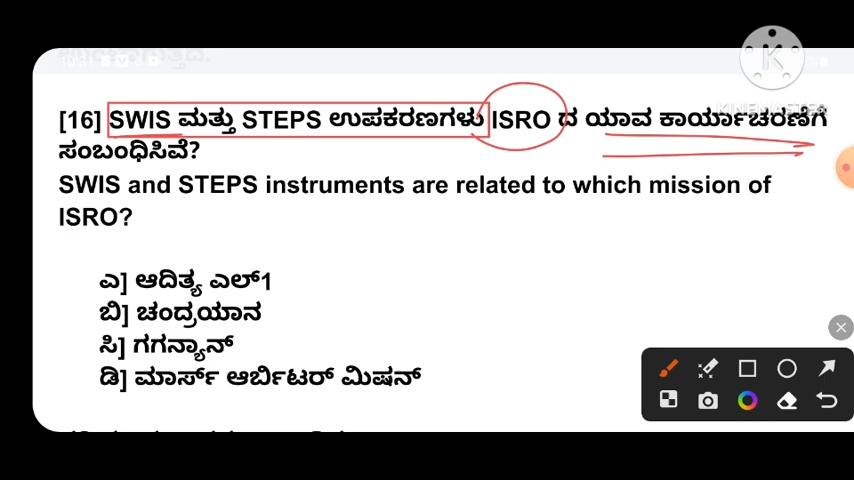 [16] SWIS ಮತ್ತು STEPS ಉಪಕರಣಗಳು ISRO ದ ಯಾವ ಕಾರ್ಯಾಚರಣೆಗೆ
ಸಂಬಂಧಿಸಿವೆ?
SWIS and STEPS instruments are related to which mission of
ISRO?
ಎ] ಆದಿತ್ಯ ಎಲ್1
ಬಿ] ಚಂದ್ರಯಾನ
ಸಿ] ಗಗನ್ಯಾನ್
ಡಿ] ಮಾರ್ಸ್ ಆರ್ಬಿಟರ್ ಮಿಷನ್
K
KINEMASTER